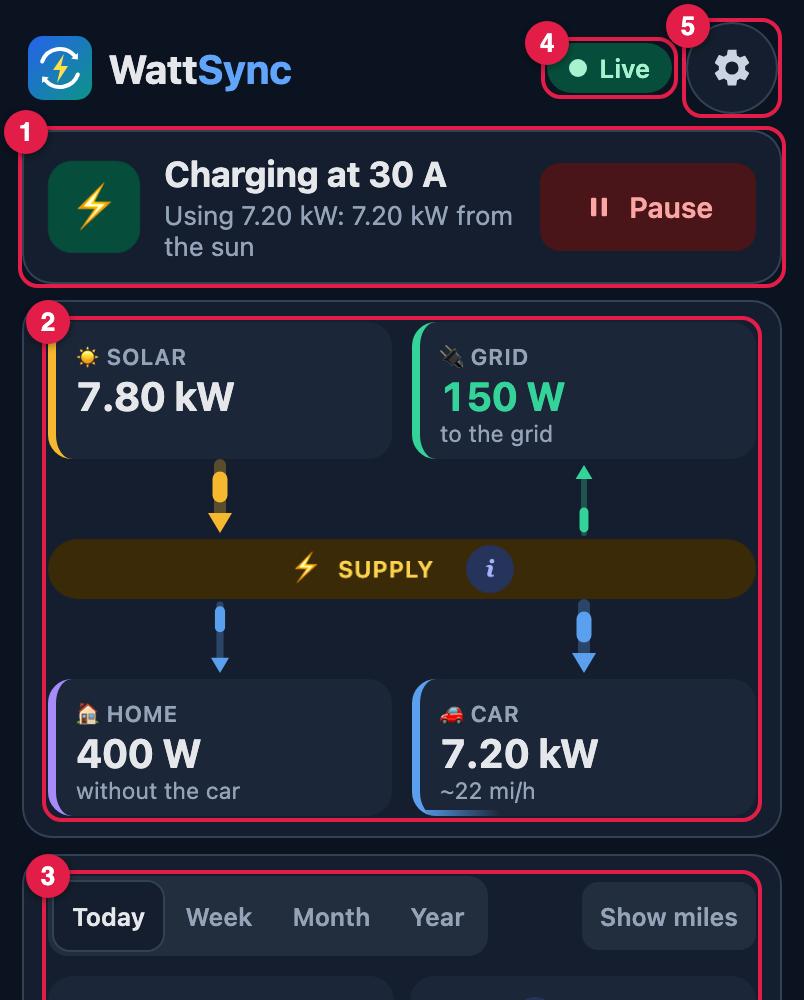 WattSync
4
Live
5
1
Charging at 30 A
Using 7.20 kW: 7.20 kW from
the sun
Pause
2
SOLAR
7.80 kW
GRID
150 W
to the grid
SUPPLY
i
HOME
400 W
without the car
CAR
7.20 kW
~22 mi/h
3
Today
Week
Month
Year
Show miles